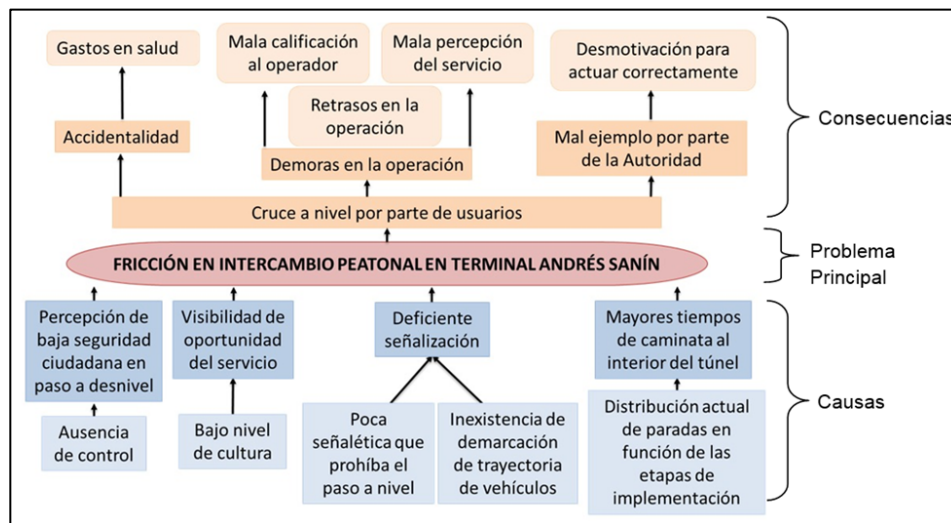 Gastos en salud
Mala calificación
al operador
Mala percepción
del servicio
Desmotivación para
actuar correctamente
Retrasos en la
operación
Accidentalidad
Demoras en la operación
Mal ejemplo por parte
de la Autoridad
Cruce a nivel por parte de usuarios
Consecuencias
FRICCIÓN EN INTERCAMBIO PEATONAL EN TERMINAL ANDRÉS SANÍN
Problema
Principal
Percepción de
baja seguridad
ciudadana en
paso a desnivel
Visibilidad de
oportunidad
del servicio
Deficiente
señalización
Mayores tiempos
de caminata al
interior del túnel
Ausencia
de control
Bajo nivel
de cultura
Poca
señalética que
prohíba el
paso a nivel
Inexistencia de
demarcación
de trayectoria
de vehículos
Distribución actual
de paradas en
función de las
etapas de
implementación
Causas